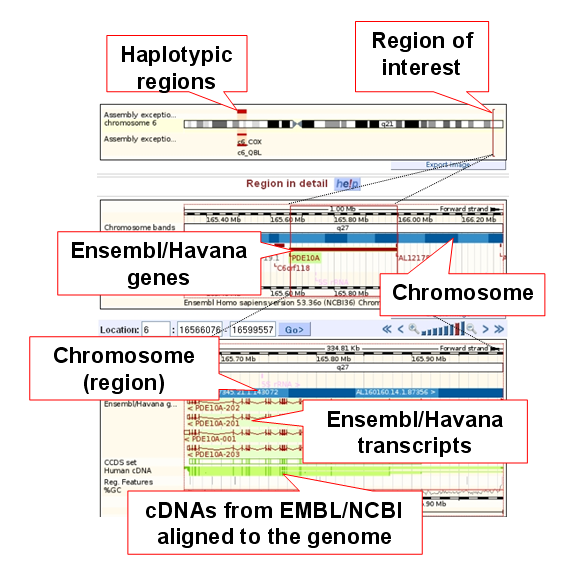 Haplotypic
regions
Region of
interest
Assembly exceptio...
chromosome 6
q21
Assembly exceptio...
c6_COX
c6_QBL
Export Image
Region in detail help
1.00 Mb Forward strand
165.40 Mb 165.60 Mb 165.80 Mb 166.00 Mb 166.20 Mb
q27
Chromosome bands
Ensembl/Havana
genes
PDE10A
C6orf118
Chromosome
165.60 Mb 165.80 Mb
Ensembl Homo sapiens version 53.36o (NCBI36) Chrom
Location: 6 : 16566076 - 16599557 Go>
Chromosome
(region)
334.81 Kb Forward strand
165.70 Mb 165.80 Mb 165.90 Mb
q27
AL160160.14.1.87356 >
Ensembl/Havana g...
< PDE10A-202
< PDE10A-201
< PDE10A-001
< PDE10A-203
Ensembl/Havana
transcripts
CCDS set
Human cDNA
Reg. Features
%GC
cDNAs from EMBL/NCBI
aligned to the genome